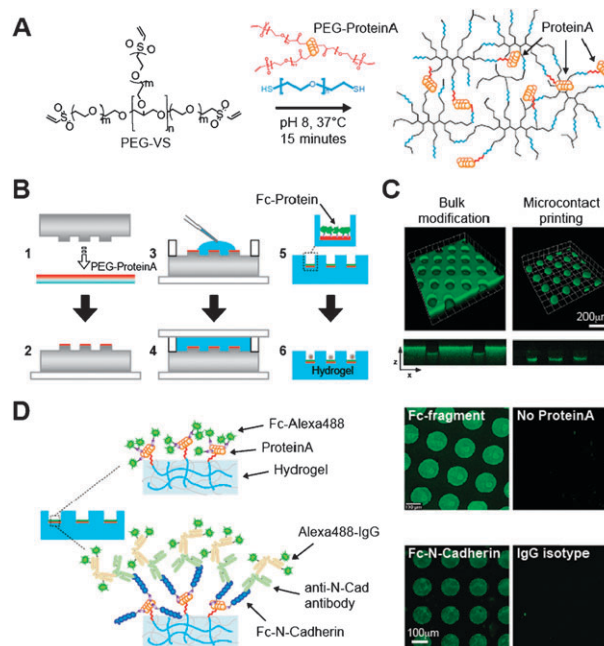 A
PEG-ProteinA
ProteinA
O
S
O
O
O
m
O
O
S
O
O
m
O
O
n
O
O
m
O
S
O
PEG-VS
HS
O
SH
pH 8, 37°C
15 minutes
B
Fc-Protein
1
PEG-ProteinA
3
5
2
4
6
Hydrogel
C
Bulk
modification
Microcontact
printing
200μm
z
x
D
Fc-Alexa488
ProteinA
Hydrogel
Alexa488-IgG
anti-N-Cad
antibody
Fc-N-Cadherin
Fc-fragment
No ProteinA
Fc-N-Cadherin
IgG isotype
100μm